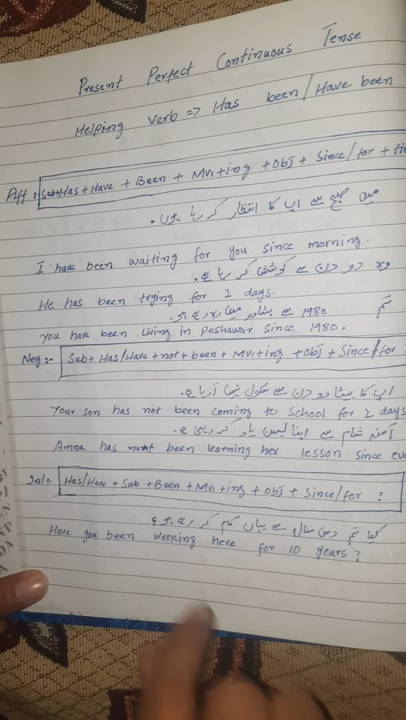 Present Perfect Continuous Tense
Helping verb => Has been/Have been
Aff: Sub+Has+Have + Been + MV1+ing + Obj + Since/for + ti
میں صبح سے آپ کا انتظار کر رہا ہوں۔
I have been waiting for you since morning.
وہ دو دن سے کوشش کر رہا ہے۔
He has been trying for 2 days.
تم 1980 سے پشاور میں رہ رہے ہو۔
You have been living in Peshawar since 1980.
Neg:- Sub+ Has/Have+not+been+MV1+ing +Obj+Since/for
آپ کا بیٹا دو دن سے سکول نہیں آ رہا ہے۔
Your son has not been coming to School for 2 days
آمنہ شام سے اپنا لیسن یاد کر رہی ہے۔
Amna has not been learning her lesson since eve
Int:- Has/Have + Sub + Been + MV1 +ing + Obj + Since/for ?
کیا تم دس سال سے یہاں کام کر رہے ہو؟
Have you been working here for 10 years?